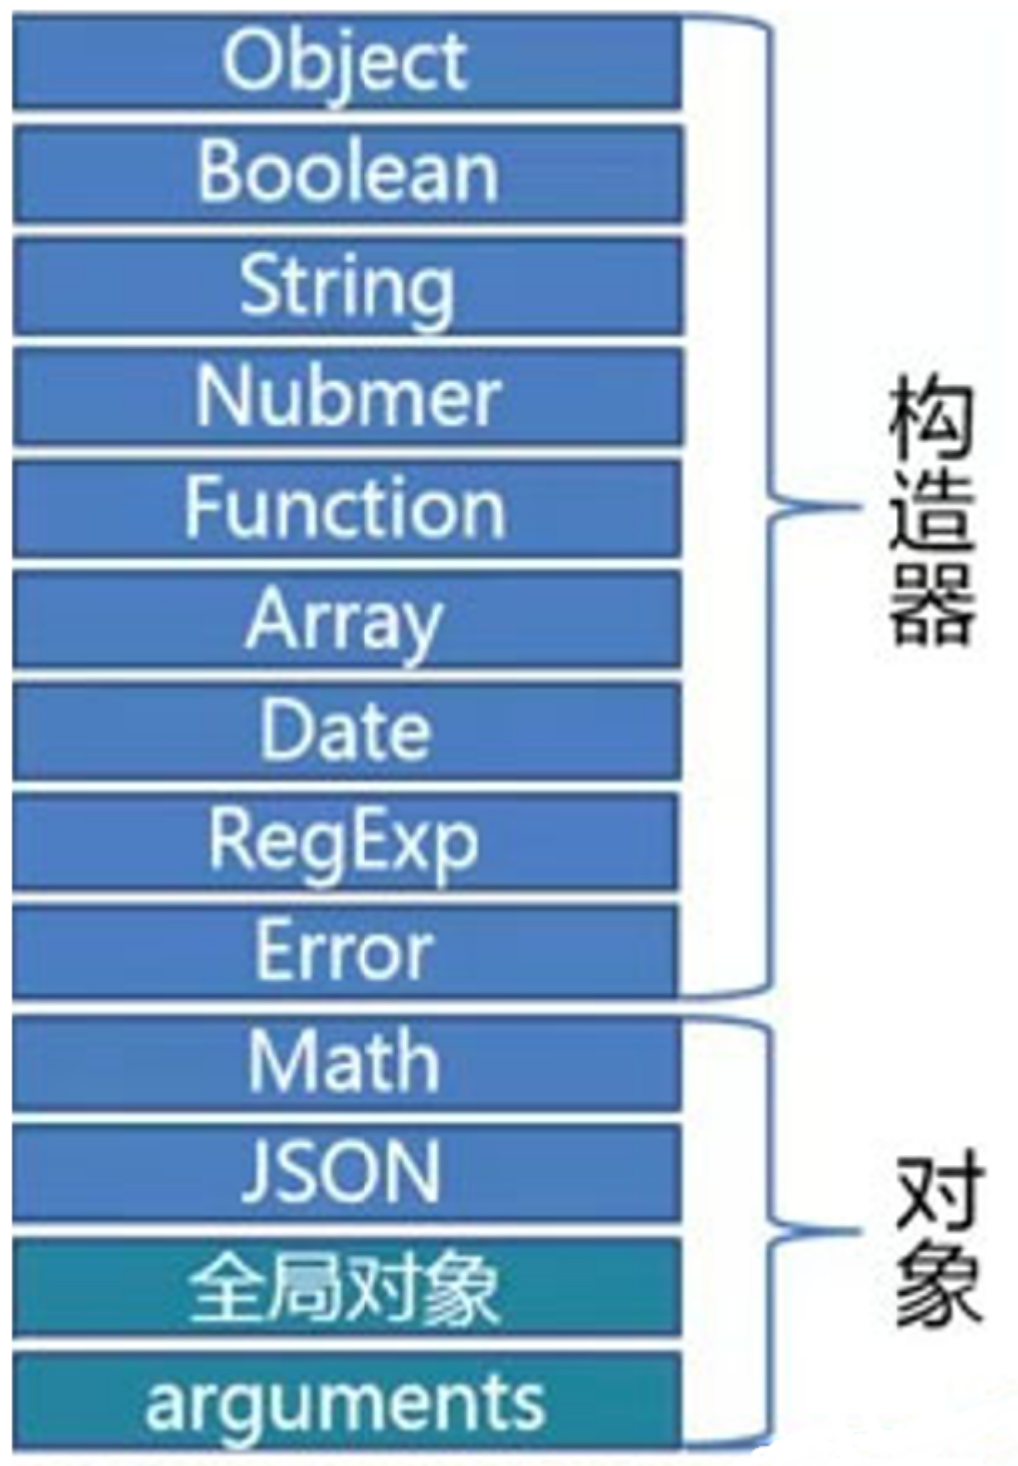 Object
Boolean
String
Nubmer
Function
Array
Date
RegExp
Error
构造器
Math
JSON
全局对象
arguments
对象